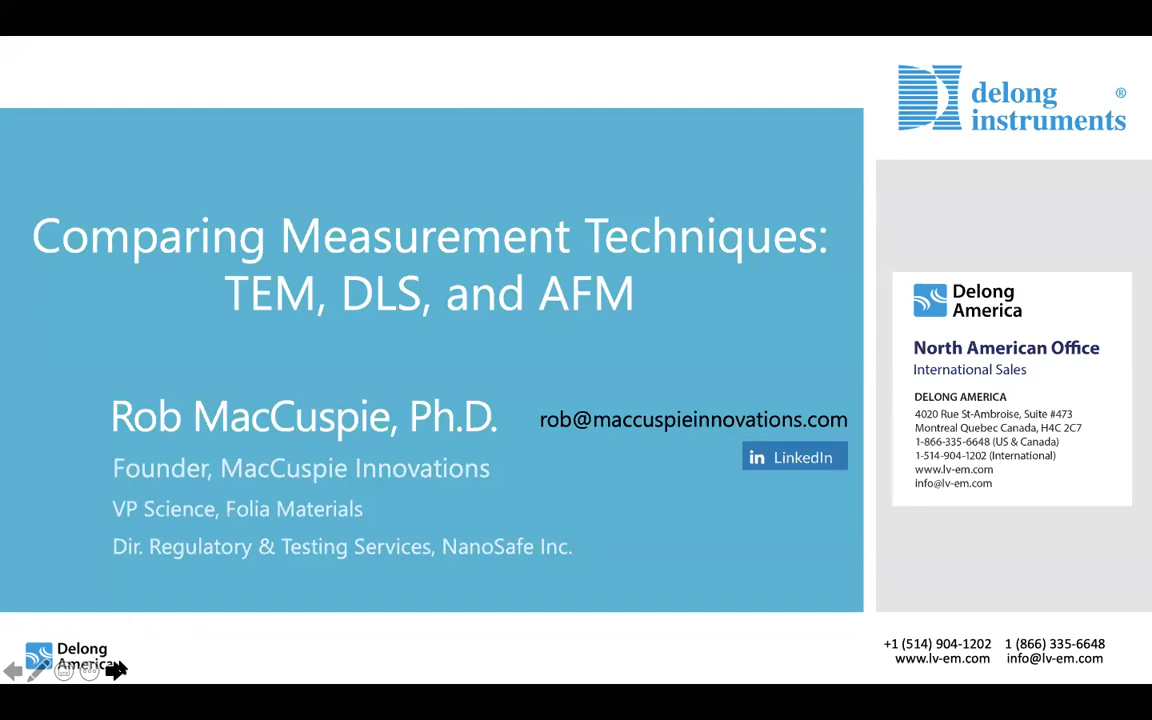 delong ®
instruments
Comparing Measurement Techniques:
TEM, DLS, and AFM
Rob MacCuspie, Ph.D.
rob@maccuspieinnovations.com
in LinkedIn
Founder, MacCuspie Innovations
VP Science, Folia Materials
Dir. Regulatory & Testing Services, NanoSafe Inc.
Delong
America
North American Office
International Sales
DELONG AMERICA
4020 Rue St-Ambroise, Suite #473
Montreal Quebec Canada, H4C 2C7
1-866-335-6648 (US & Canada)
1-514-904-1202 (International)
www.lv-em.com
info@lv-em.com
Delong
America
+1 (514) 904-1202 1 (866) 335-6648
www.lv-em.com info@lv-em.com